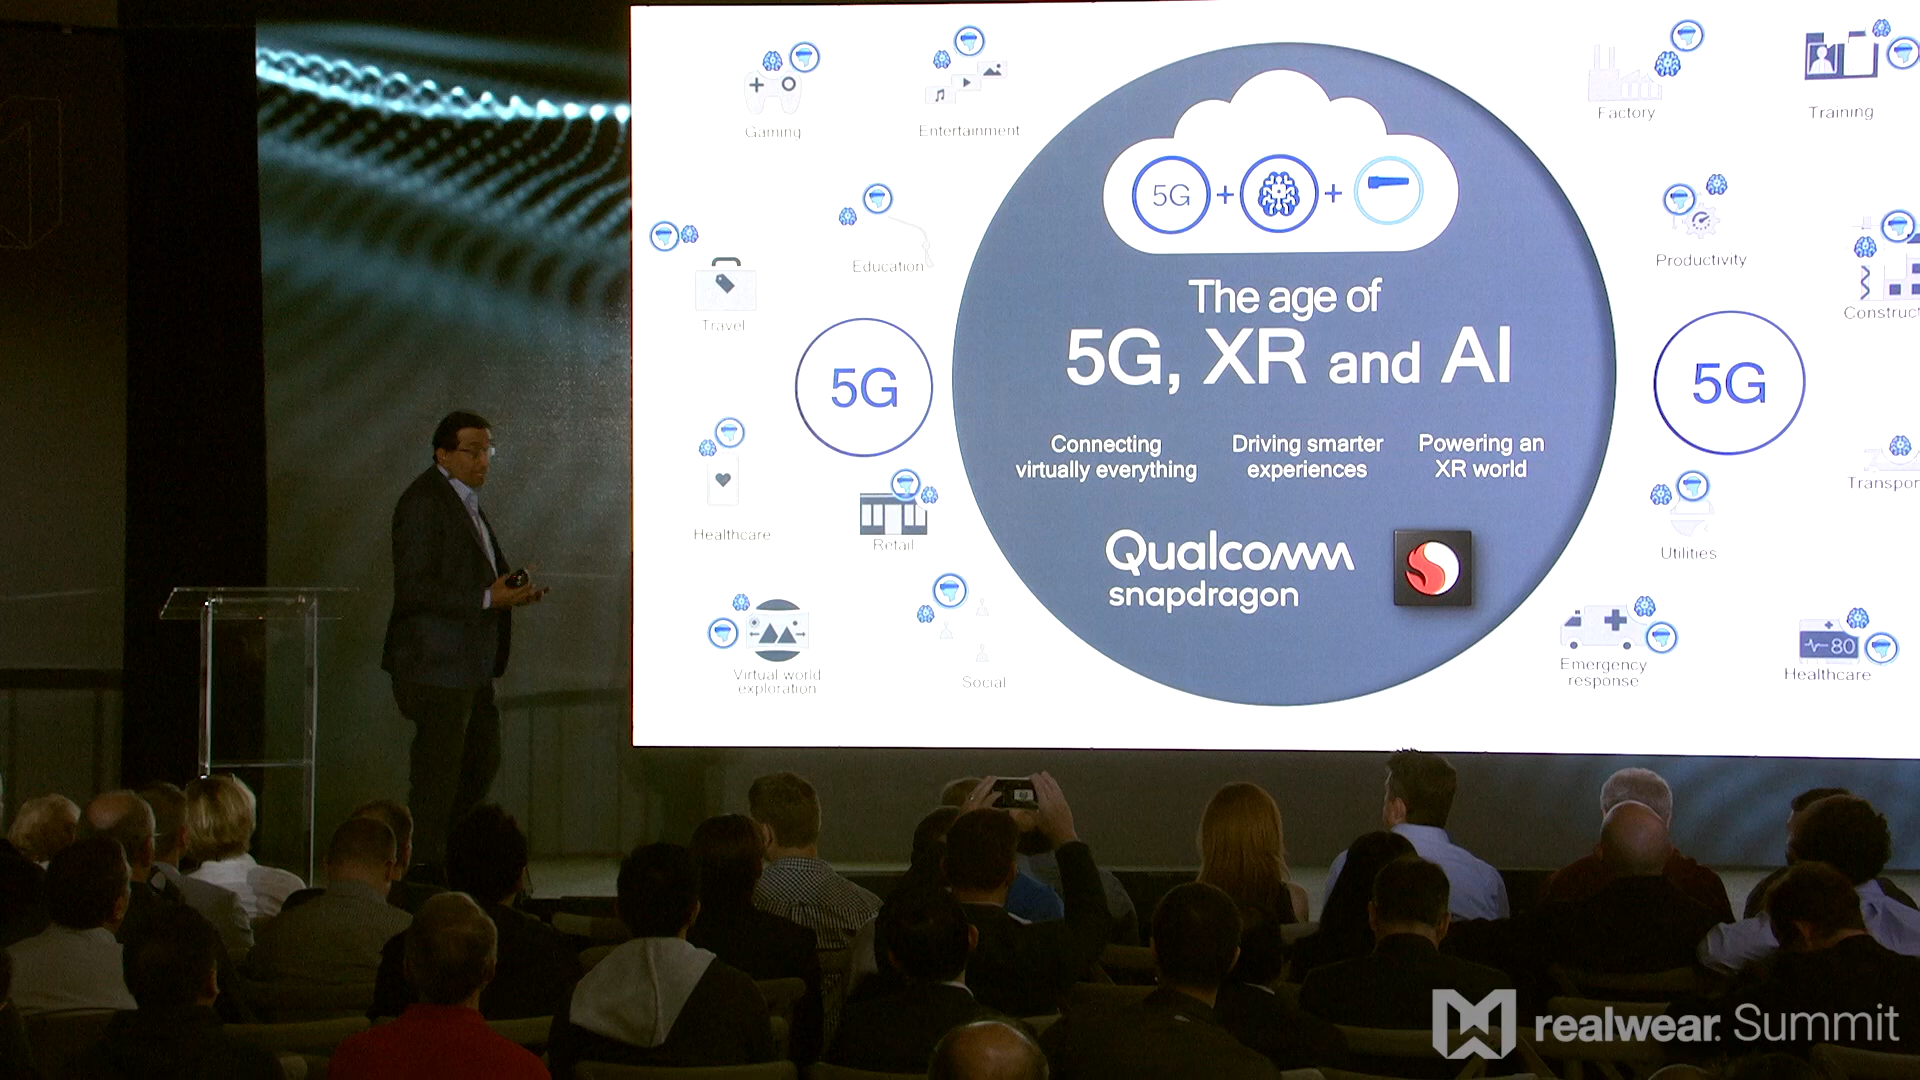 Gaming
Entertainment
Education
Travel
5G
Healthcare
Retail
Virtual world
exploration
Social
5G + +
The age of
5G, XR and AI
Connecting
virtually everything
Driving smarter
experiences
Powering an
XR world
Qualcomm
snapdragon
Factory
Training
Productivity
Construct
5G
Transpor
Utilities
Emergency
response
80
Healthcare
realwear. Summit